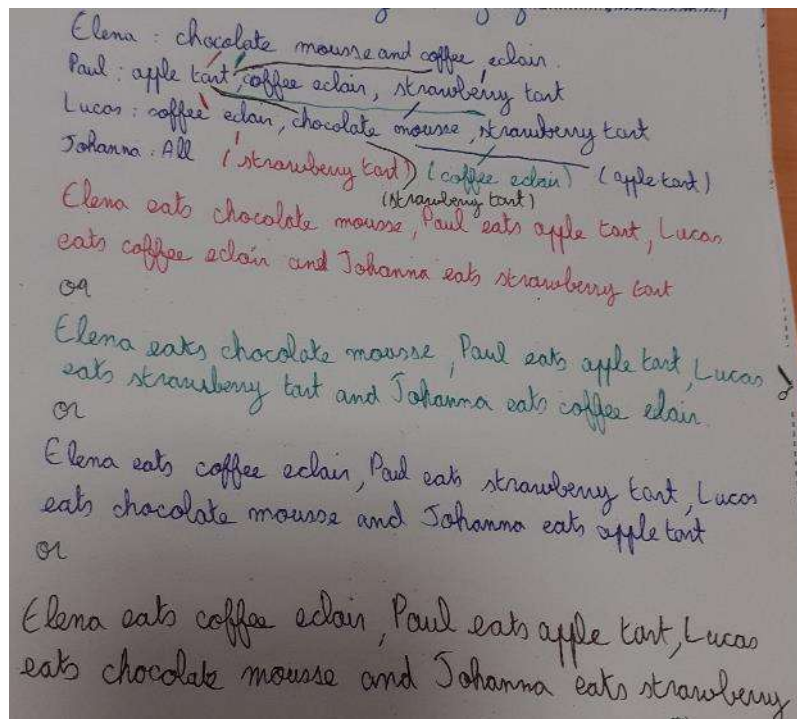 Elena : chocolate mousse and coffee eclair.
Paul : apple tart, coffee eclair, strawberry tart
Lucas : coffee eclair, chocolate mousse, strawberry tart
Johanna : All (strawberry tart) (coffee eclair) (apple tart)
(strawberry tart)
Elena eats chocolate mousse, Paul eats apple tart, Lucas
eats coffee eclair and Johanna eats strawberry tart
or
Elena eats chocolate mousse, Paul eats apple tart, Lucas
eats strawberry tart and Johanna eats coffee eclair.
or
Elena eats coffee eclair, Paul eats strawberry tart, Lucas
eats chocolate mousse and Johanna eats apple tart
or
Elena eats coffee eclair, Paul eats apple tart, Lucas
eats chocolate mousse and Johanna eats strawberry